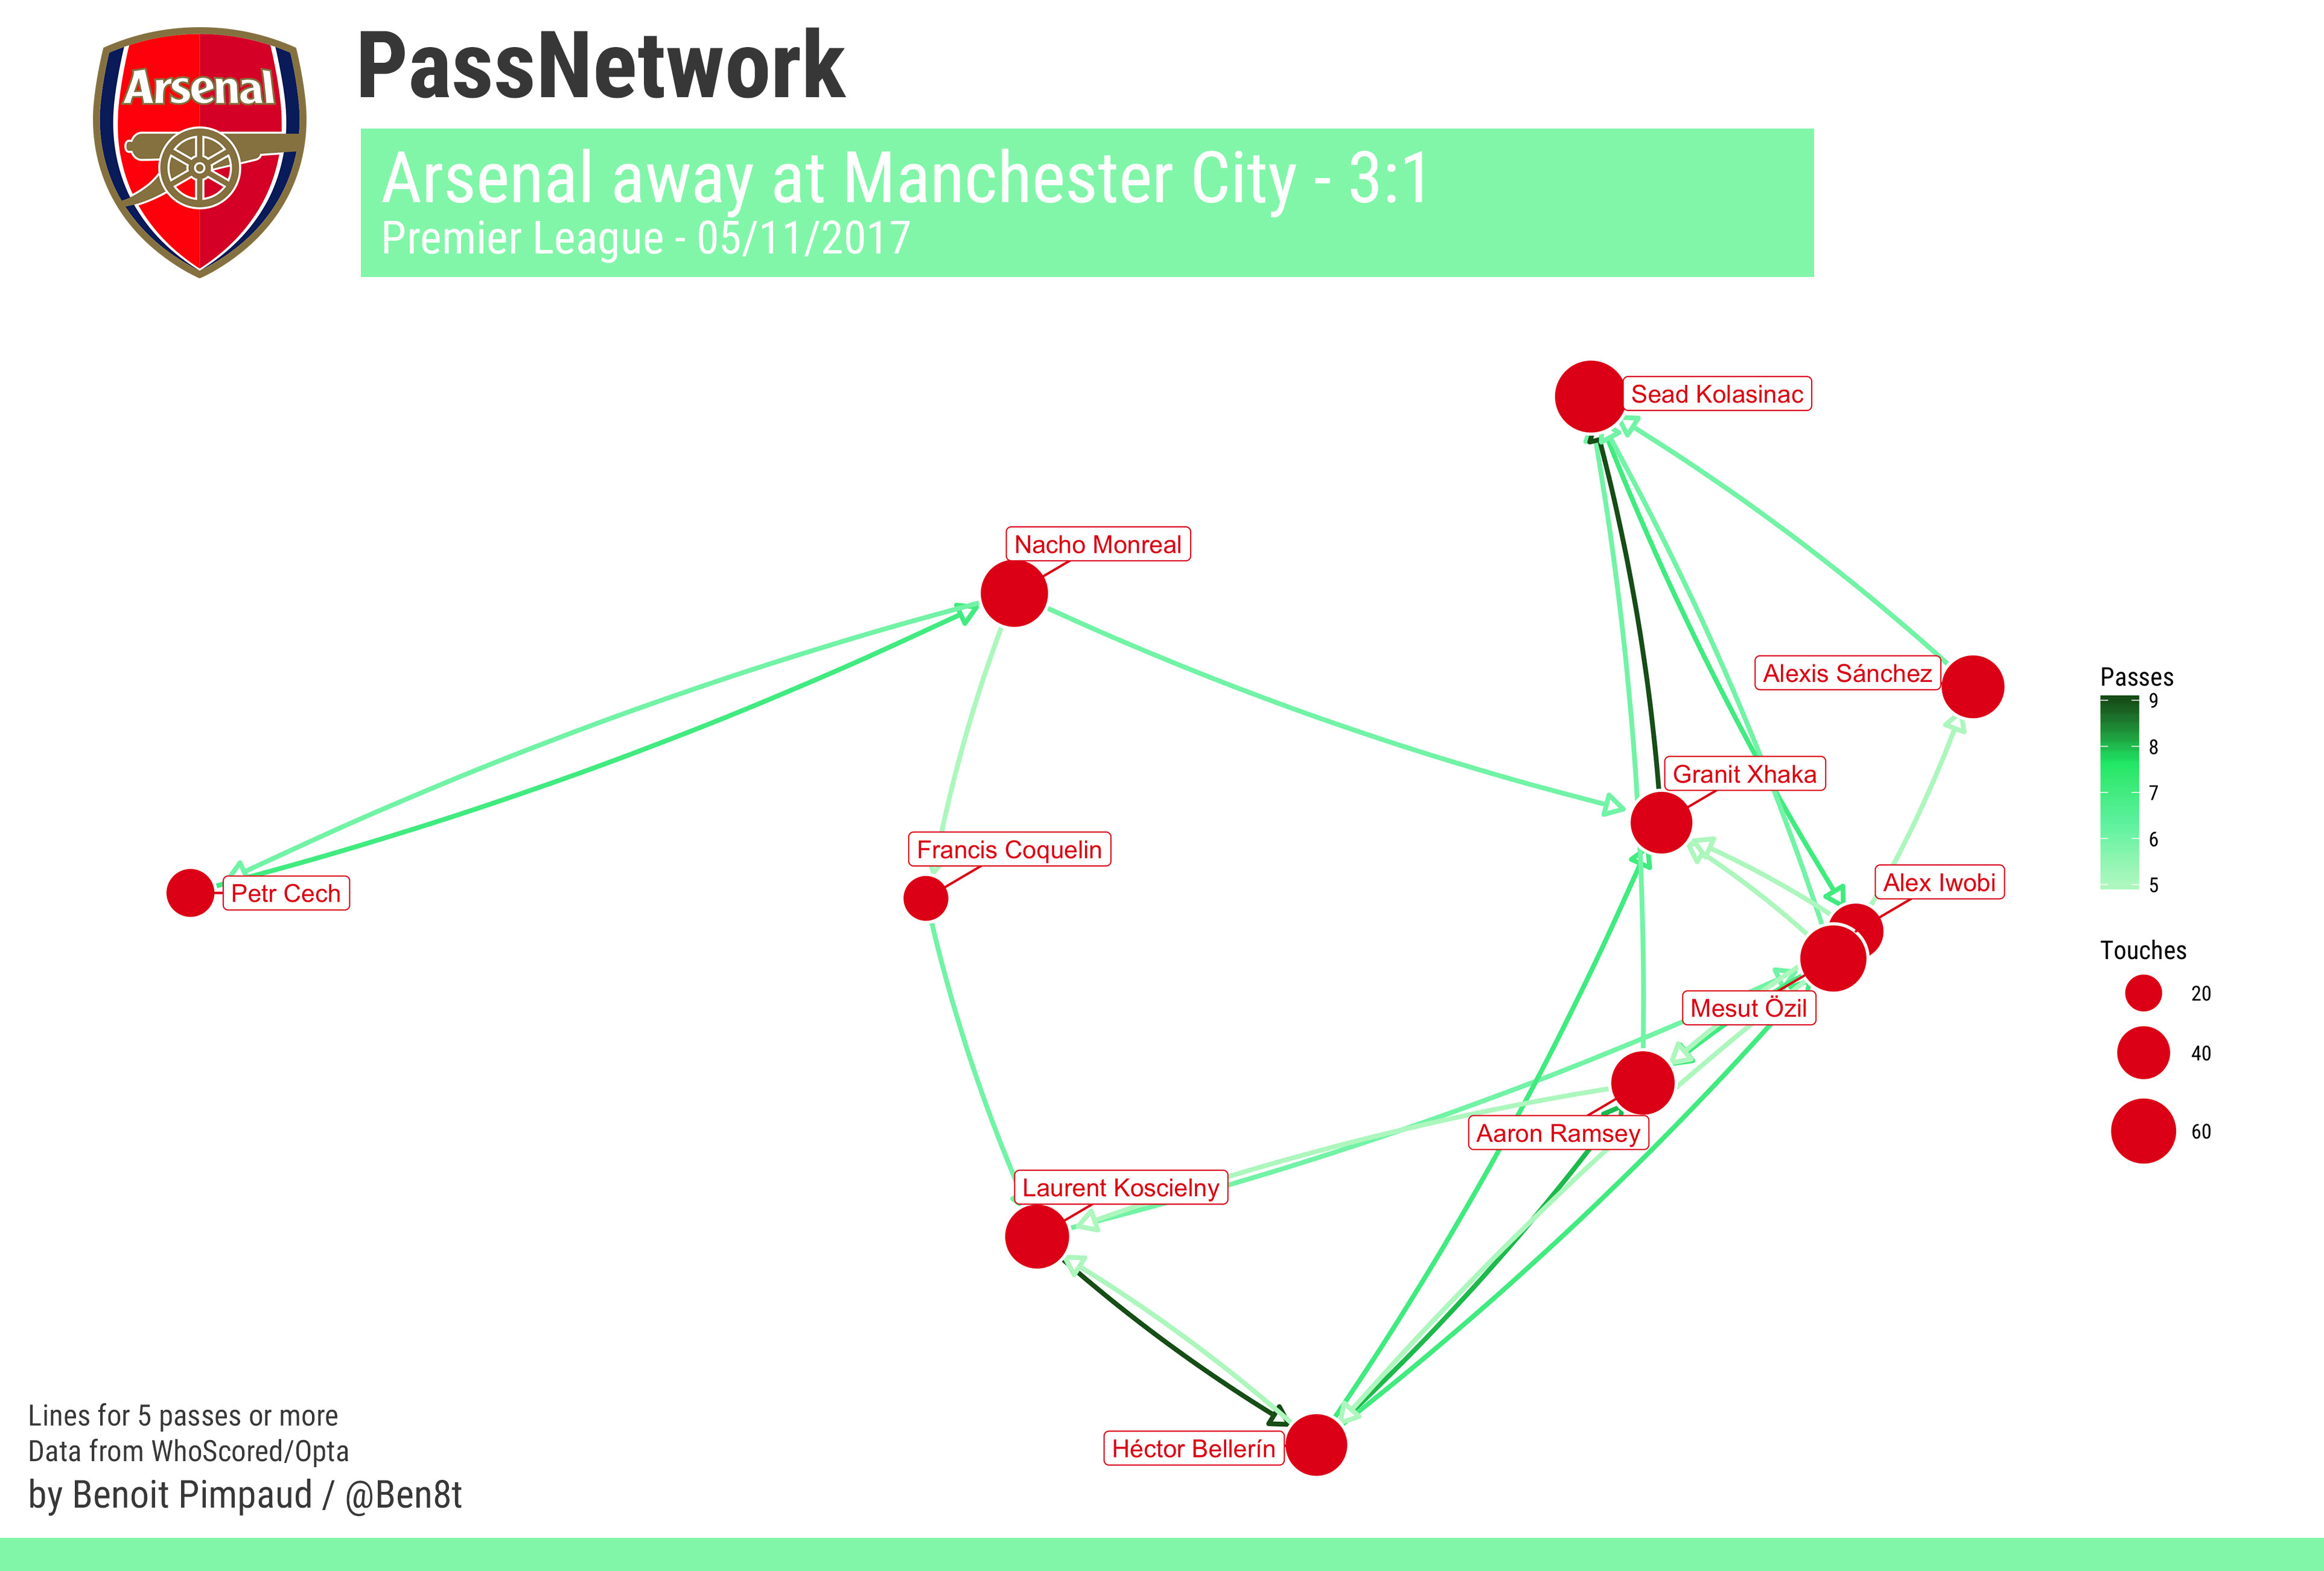 Arsenal
PassNetwork
Arsenal away at Manchester City - 3:1
Premier League - 05/11/2017
Sead Kolasinac
Nacho Monreal
Alexis Sánchez
Granit Xhaka
Francis Coquelin
Alex Iwobi
Petr Cech
Mesut Özil
Aaron Ramsey
Laurent Koscielny
Héctor Bellerín
Passes
9
8
7
6
5
Touches
20
40
60
Lines for 5 passes or more
Data from WhoScored/Opta
by Benoit Pimpaud / @Ben8t